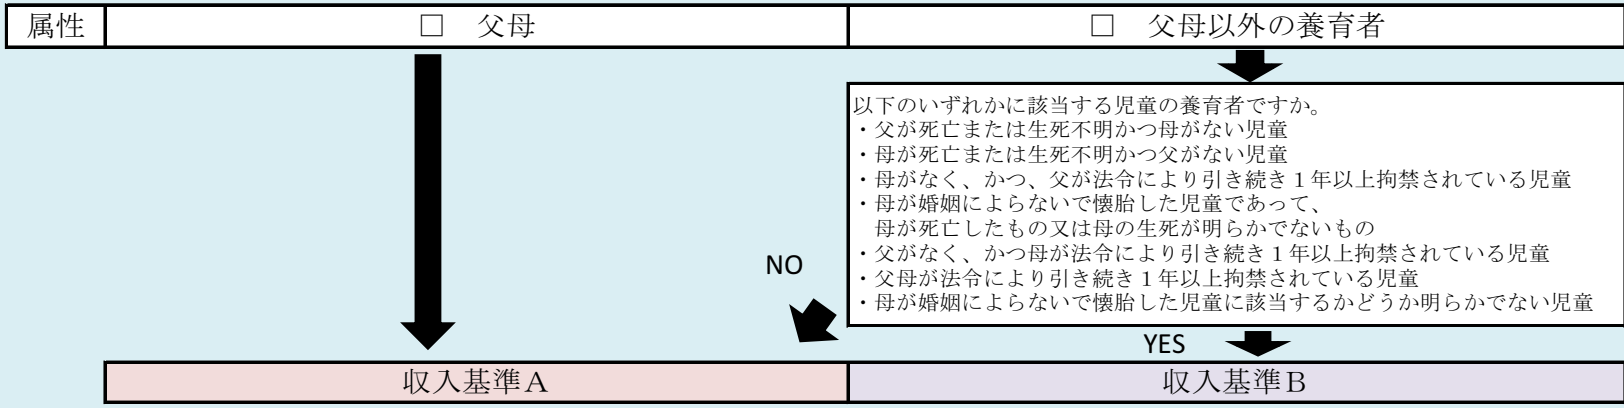 属性 □ 父母 □ 父母以外の養育者
以下のいずれかに該当する児童の養育者ですか。
・父が死亡または生死不明かつ母がない児童
・母が死亡または生死不明かつ父がない児童
・母がなく、かつ、父が法令により引き続き１年以上拘禁されている児童
・母が婚姻によらないで懐胎した児童であって、
母が死亡したもの又は母の生死が明らかでないもの
・父がなく、かつ母が法令により引き続き１年以上拘禁されている児童
・父母が法令により引き続き１年以上拘禁されている児童
・母が婚姻によらないで懐胎した児童に該当するかどうか明らかでない児童
NO
YES
収入基準Ａ 収入基準Ｂ